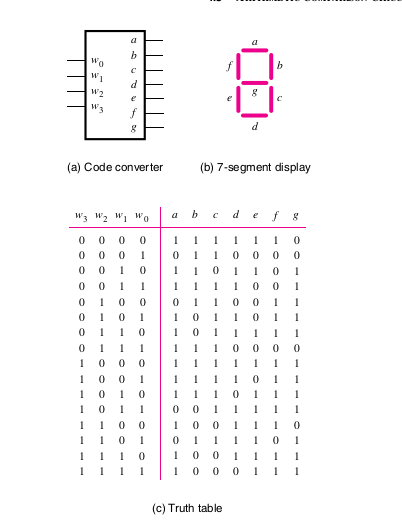 a
b
w0
c
w1
d
w2
e
w3
f
g
a
f
b
g
e
c
d
(a) Code converter
(b) 7-segment display
w3 w2 w1 w0 a b c d e f g
0 0 0 0 1 1 1 1 1 1 0
0 0 0 1 0 1 1 0 0 0 0
0 0 1 0 1 1 0 1 1 0 1
0 0 1 1 1 1 1 1 0 0 1
0 1 0 0 0 1 1 0 0 1 1
0 1 0 1 1 0 1 1 0 1 1
0 1 1 0 1 0 1 1 1 1 1
0 1 1 1 1 1 1 0 0 0 0
1 0 0 0 1 1 1 1 1 1 1
1 0 0 1 1 1 1 1 0 1 1
1 0 1 0 1 1 1 0 1 1 1
1 0 1 1 0 0 1 1 1 1 1
1 1 0 0 1 0 0 1 1 1 0
1 1 0 1 0 1 1 1 1 0 1
1 1 1 0 1 0 0 1 1 1 1
1 1 1 1 1 0 0 0 1 1 1
(c) Truth table